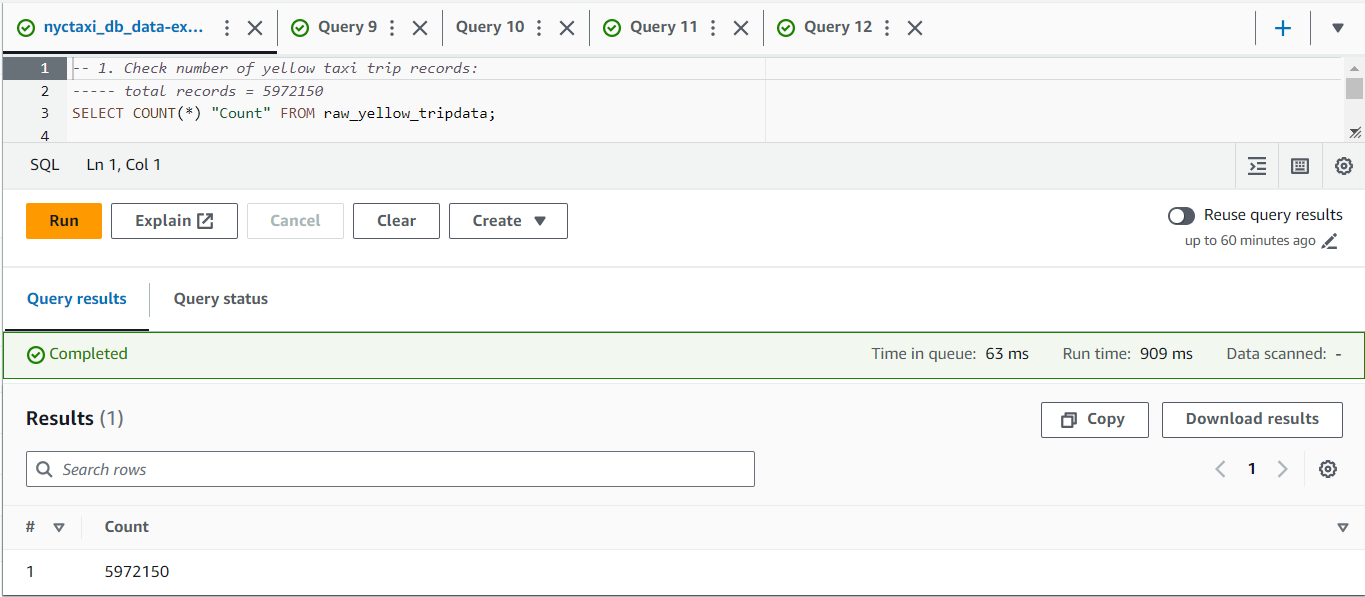 nyctaxi_db_data-ex...
Query 9
Query 10
Query 11
Query 12
1 -- 1. Check number of yellow taxi trip records:
2 ----- total records = 5972150
3 SELECT COUNT(*) "Count" FROM raw_yellow_tripdata;
4
SQL Ln 1, Col 1
Run Explain Cancel Clear Create
Reuse query results
up to 60 minutes ago
Query results Query status
Completed Time in queue: 63 ms Run time: 909 ms Data scanned: -
Results (1) Copy Download results
Search rows 1
# Count
1 5972150